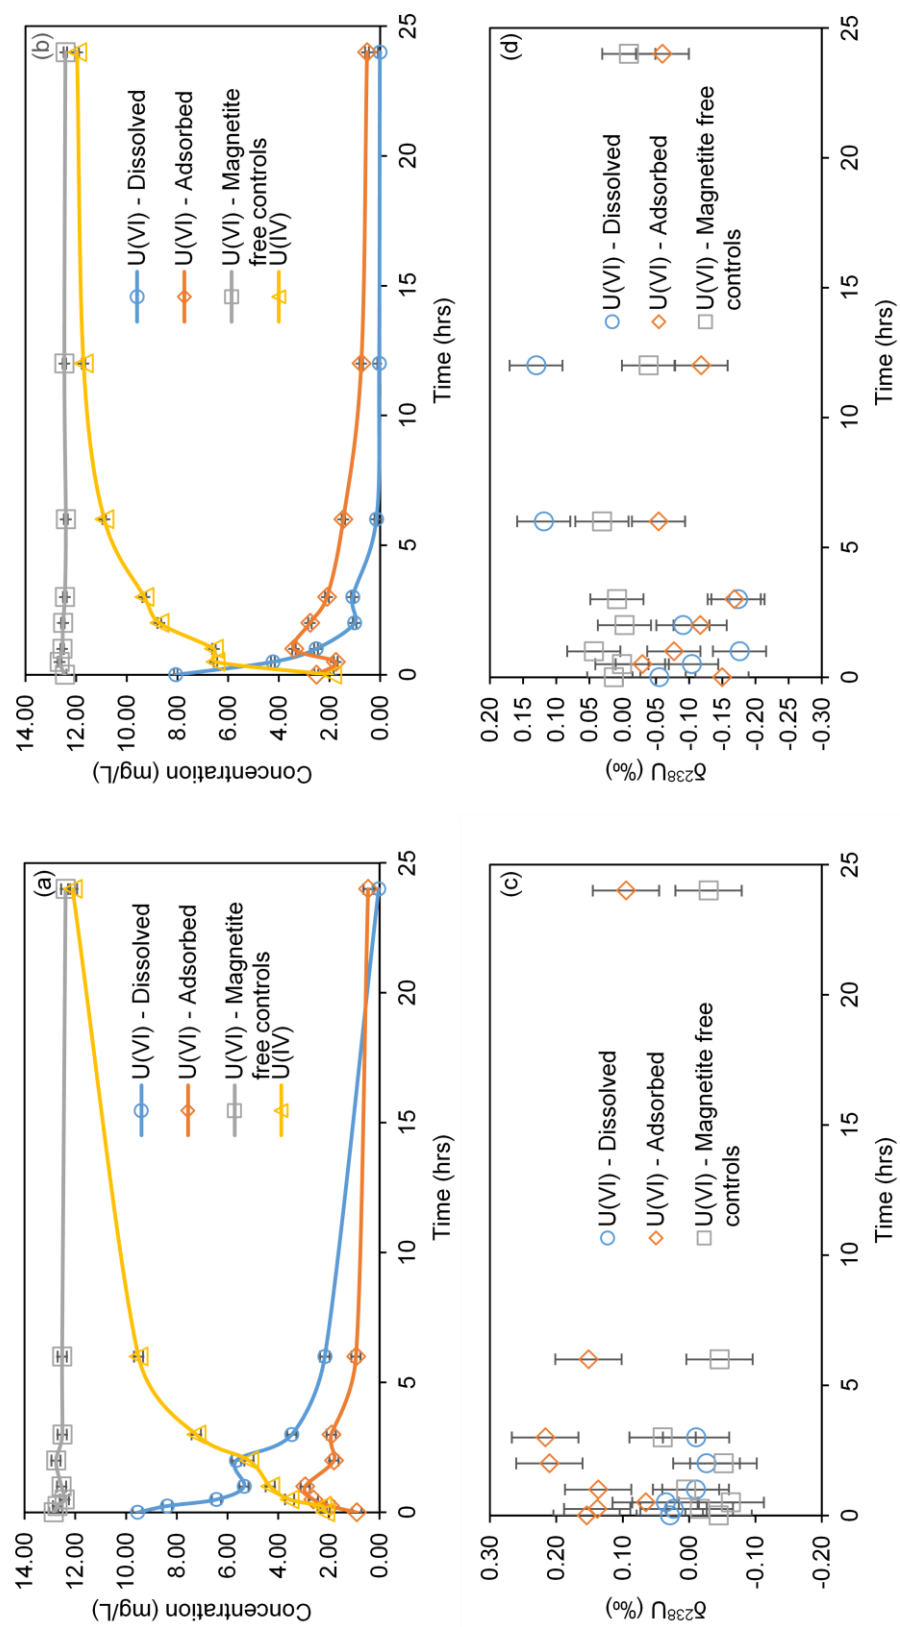 (a)
14.00
12.00
10.00
8.00
6.00
4.00
2.00
0.00
Concentration (mg/L)
U(VI) - Dissolved
U(VI) - Adsorbed
U(VI) - Magnetite
free controls
U(IV)
0
5
10
15
20
25
Time (hrs)
(b)
14.00
12.00
10.00
8.00
6.00
4.00
2.00
0.00
Concentration (mg/L)
U(VI) - Dissolved
U(VI) - Adsorbed
U(VI) - Magnetite
free controls
U(IV)
0
5
10
15
20
25
Time (hrs)
(c)
0.30
0.20
0.10
0.00
-0.10
-0.20
δ²³⁸U (‰)
U(VI) - Dissolved
U(VI) - Adsorbed
U(VI) - Magnetite free
controls
0
5
10
15
20
25
Time (hrs)
(d)
0.20
0.15
0.10
0.05
0.00
-0.05
-0.10
-0.15
-0.20
-0.25
-0.30
δ²³⁸U (‰)
U(VI) - Dissolved
U(VI) - Adsorbed
U(VI) - Magnetite free
controls
0
5
10
15
20
25
Time (hrs)